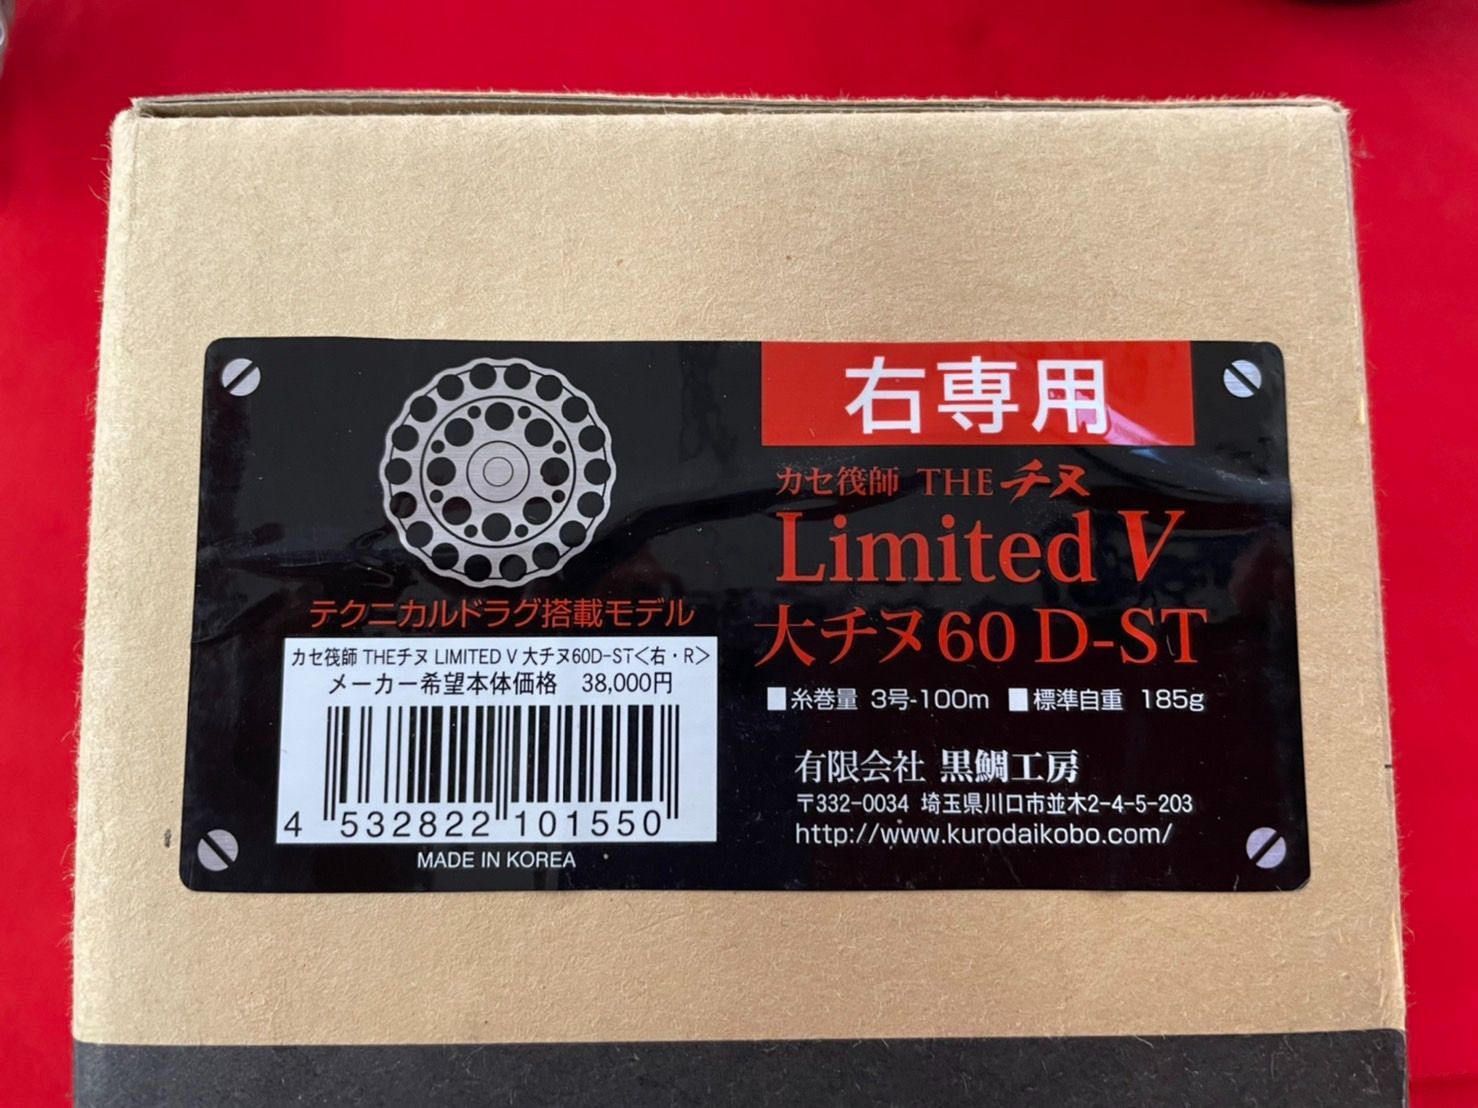 右専用
カセ筏師 THEチヌ
Limited V
大チヌ60 D-ST
■糸巻量 3号-100m ■標準自重 185g
有限会社 黒鯛工房
〒332-0034 埼玉県川口市並木2-4-5-203
http://www.kurodaikobo.com/
テクニカルドラグ搭載モデル
カセ筏師 THEチヌ LIMITED V 大チヌ60D-ST<右・R>
メーカー希望本体価格 38,000円
4 532822 101550
MADE IN KOREA